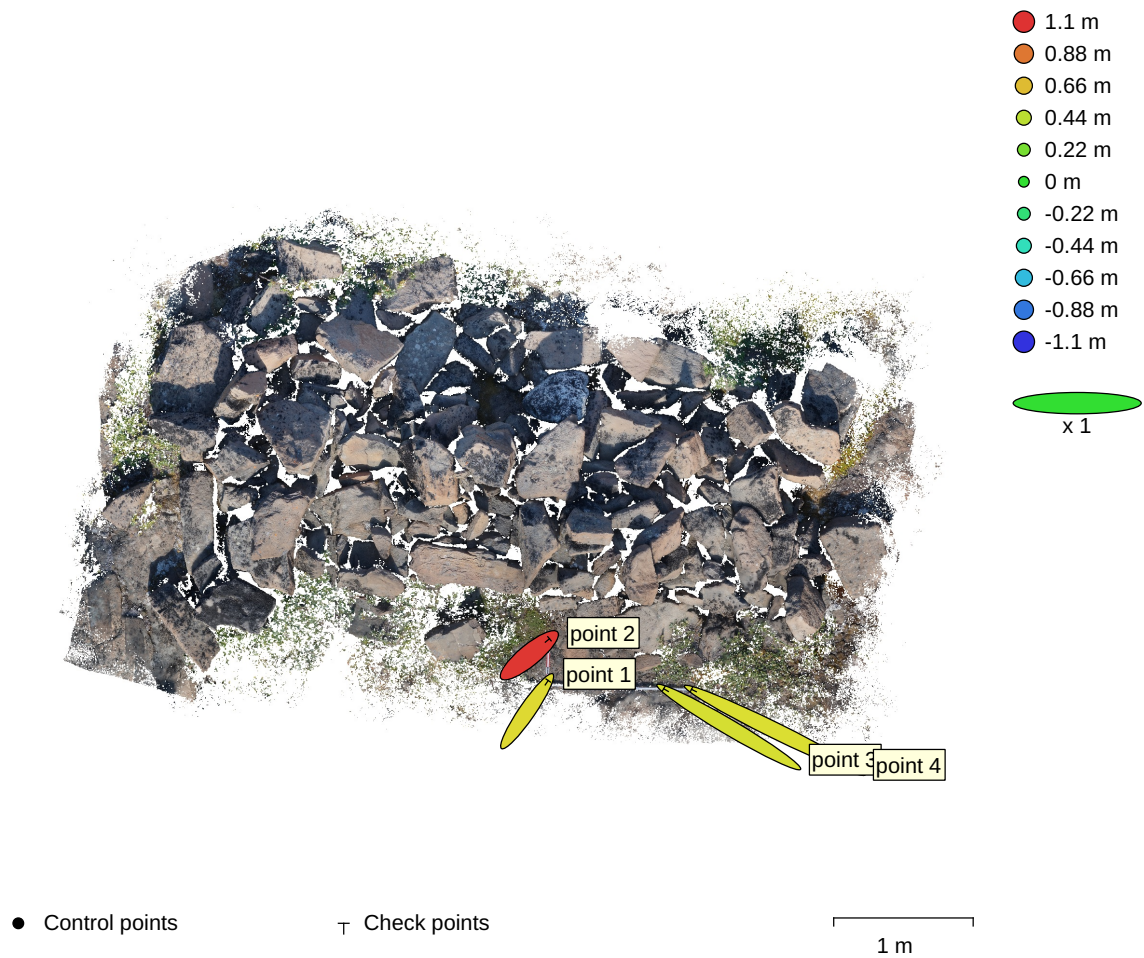 1.1 m
0.88 m
0.66 m
0.44 m
0.22 m
0 m
-0.22 m
-0.44 m
-0.66 m
-0.88 m
-1.1 m
x 1
point 2
point 1
point 3
point 4
Control points
Check points
1 m